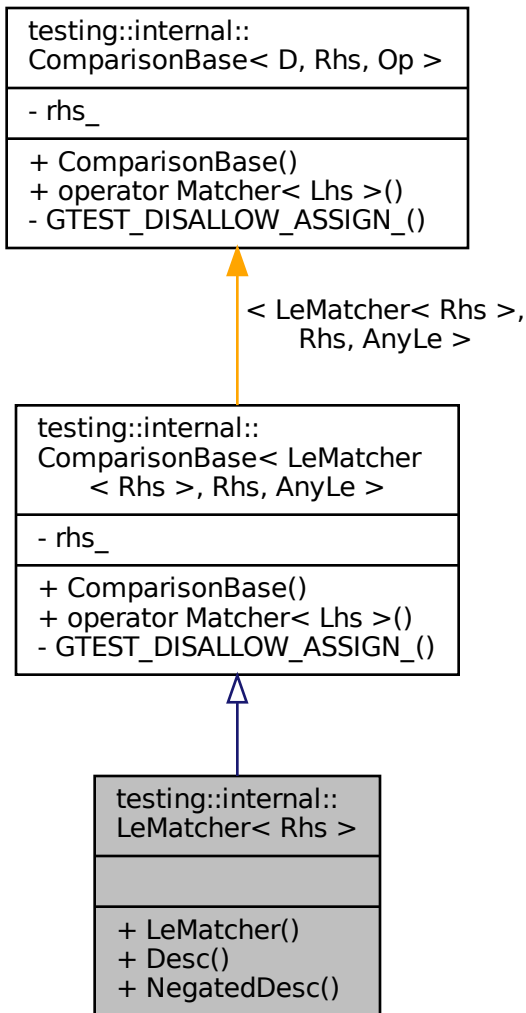 testing::internal::
ComparisonBase< D, Rhs, Op >
- rhs_
+ ComparisonBase()
+ operator Matcher< Lhs >()
- GTEST_DISALLOW_ASSIGN_()
< LeMatcher< Rhs >,
Rhs, AnyLe >
testing::internal::
ComparisonBase< LeMatcher
< Rhs >, Rhs, AnyLe >
- rhs_
+ ComparisonBase()
+ operator Matcher< Lhs >()
- GTEST_DISALLOW_ASSIGN_()
testing::internal::
LeMatcher< Rhs >
+ LeMatcher()
+ Desc()
+ NegatedDesc()